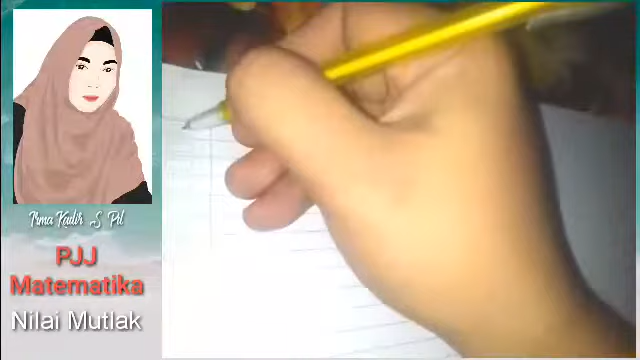 Irma Kadir S Pd
PJJ
Matematika
Nilai Mutlak